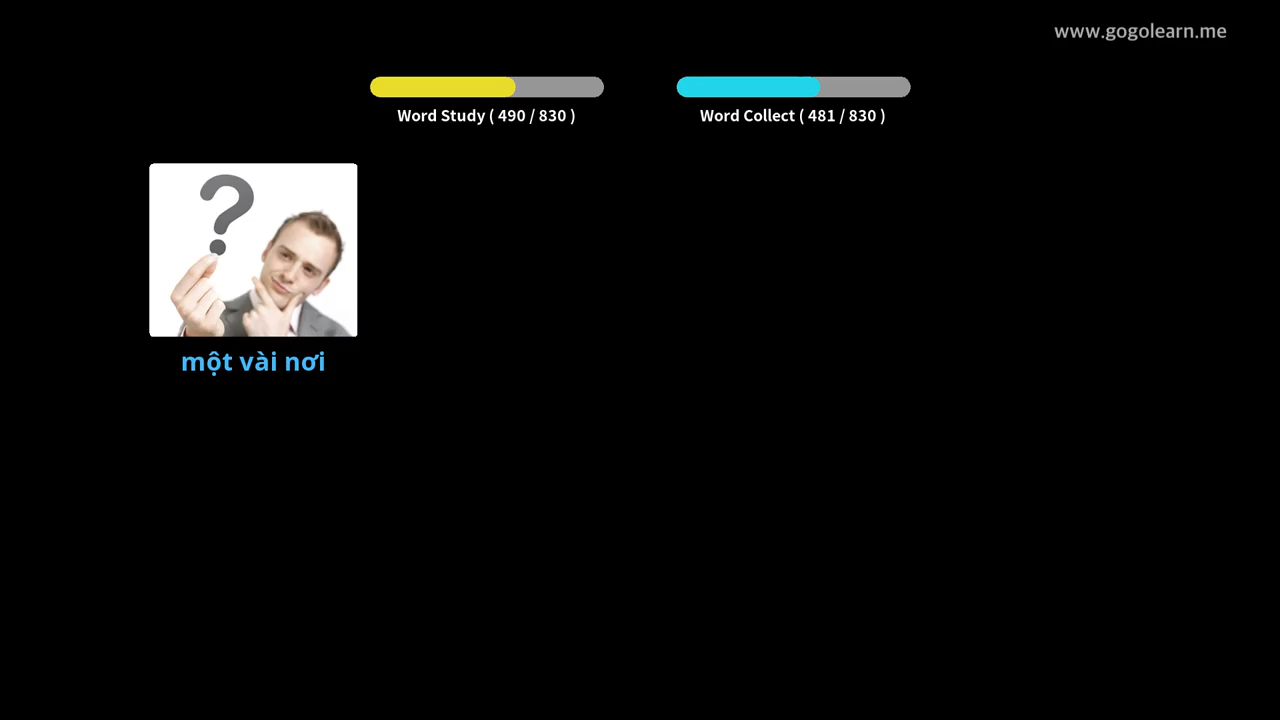 www.gogolearn.me
Word Study ( 490 / 830 )
Word Collect ( 481 / 830 )
?
một vài nơi